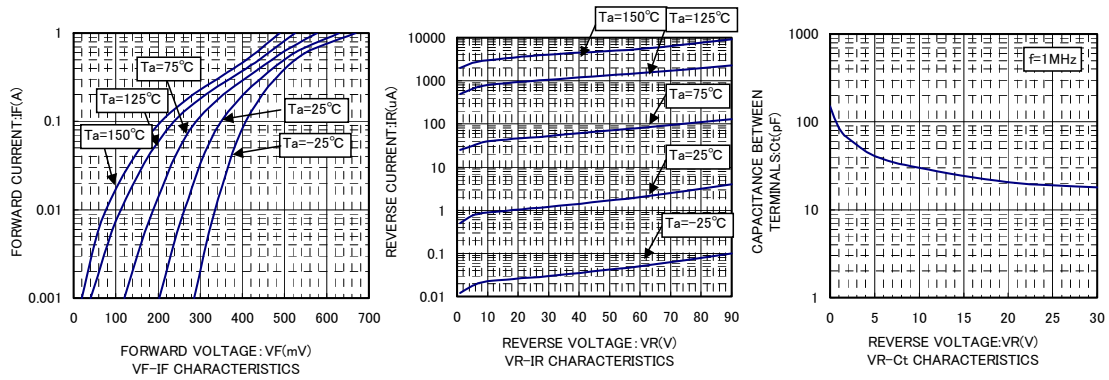 FORWARD CURRENT:IF(A)
1
0.1
0.01
0.001
Ta=75℃
Ta=125℃
Ta=150℃
Ta=25℃
Ta=-25℃
0 100 200 300 400 500 600 700
FORWARD VOLTAGE:VF(mV)
VF-IF CHARACTERISTICS
REVERSE CURRENT:IR(uA)
10000
1000
100
10
1
0.1
0.01
Ta=150℃
Ta=125℃
Ta=75℃
Ta=25℃
Ta=-25℃
0 10 20 30 40 50 60 70 80 90
REVERSE VOLTAGE:VR(V)
VR-IR CHARACTERISTICS
CAPACITANCE BETWEEN
TERMINALS:Ct(pF)
1000
100
10
1
f=1MHz
0 5 10 15 20 25 30
REVERSE VOLTAGE:VR(V)
VR-Ct CHARACTERISTICS